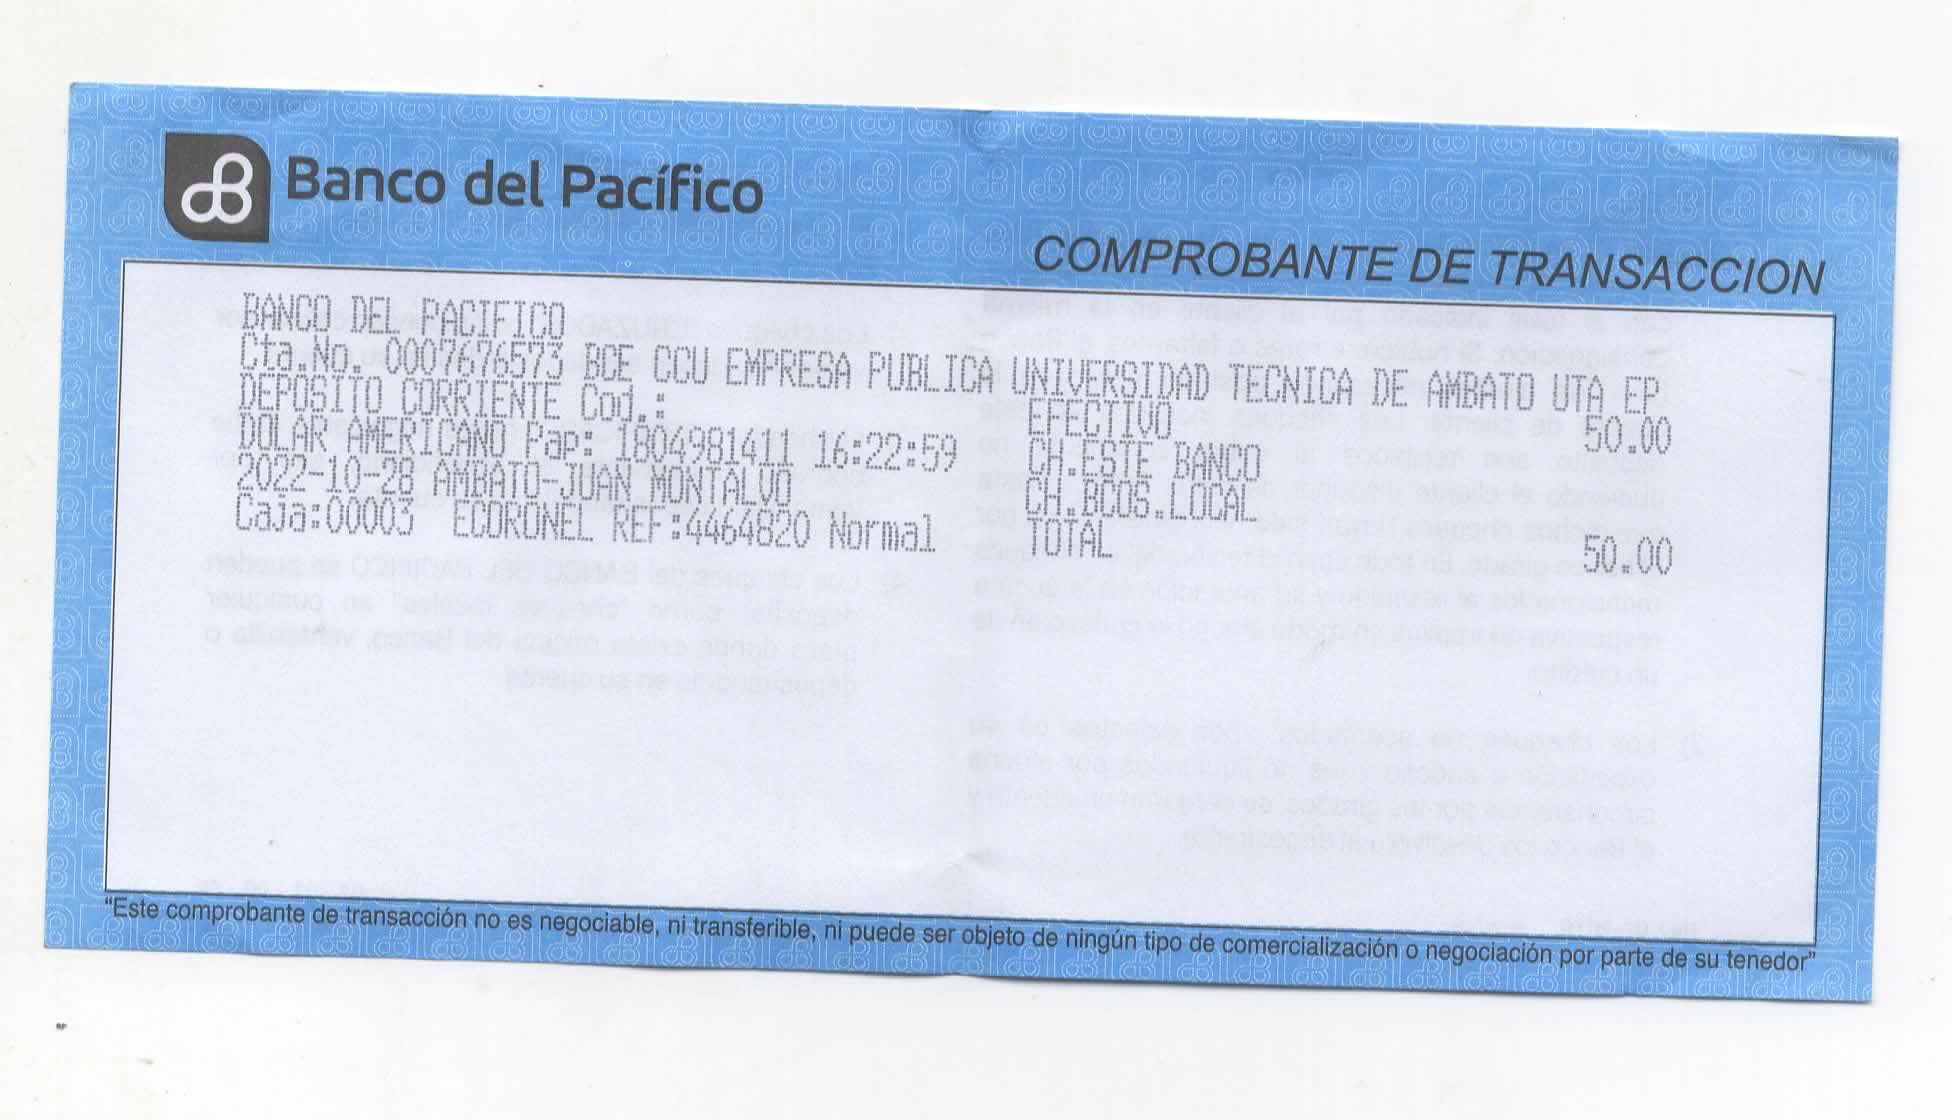 Banco del Pacífico
COMPROBANTE DE TRANSACCION
BANCO DEL PACIFICO
Cta.No. 0007676573 BCE CCU EMPRESA PUBLICA UNIVERSIDAD TECNICA DE AMBATO UTA EP
DEPOSITO CORRIENTE Cod.: EFECTIVO 50.00
DOLAR AMERICANO Pap: 1804981411 16:22:59 CH.ESTE BANCO
2022-10-28 AMBATO-JUAN MONTALVO CH.BCOS.LOCAL
Caja:00003 ECORONEL REF:4464820 Normal TOTAL 50.00
“Este comprobante de transacción no es negociable, ni transferible, ni puede ser objeto de ningún tipo de comercialización o negociación por parte de su tenedor”